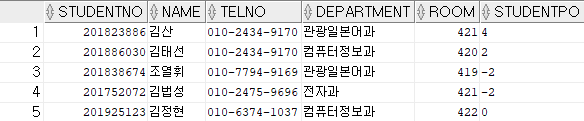 STUDENTNO NAME TELNO DEPARTMENT ROOM STUDENTPO
1 201823886 김산 010-2434-9170 관광일본어과 421 4
2 201886030 김태선 010-2434-9170 컴퓨터정보과 420 2
3 201838674 조열휘 010-7794-9169 관광일본어과 419 -2
4 201752072 김법성 010-2475-9696 전자과 421 -2
5 201925123 김정현 010-6374-1037 컴퓨터정보과 422 0